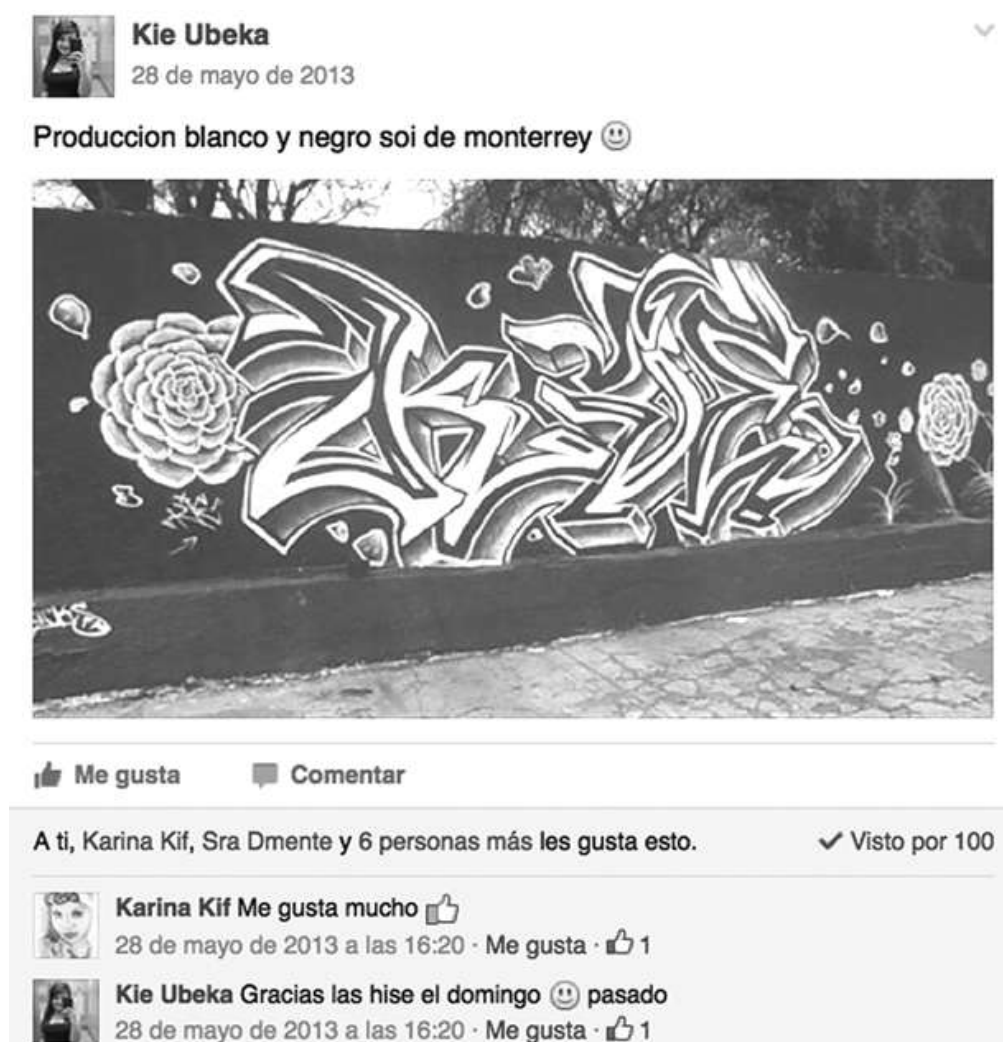 Kie Ubeka
28 de mayo de 2013
Produccion blanco y negro soi de monterrey
KIE
Me gusta
Comentar
A ti, Karina Kif, Sra Dmente y 6 personas más les gusta esto.
Visto por 100
Karina Kif Me gusta mucho
28 de mayo de 2013 a las 16:20 · Me gusta · 1
Kie Ubeka Gracias las hise el domingo pasado
28 de mayo de 2013 a las 16:20 · Me gusta · 1